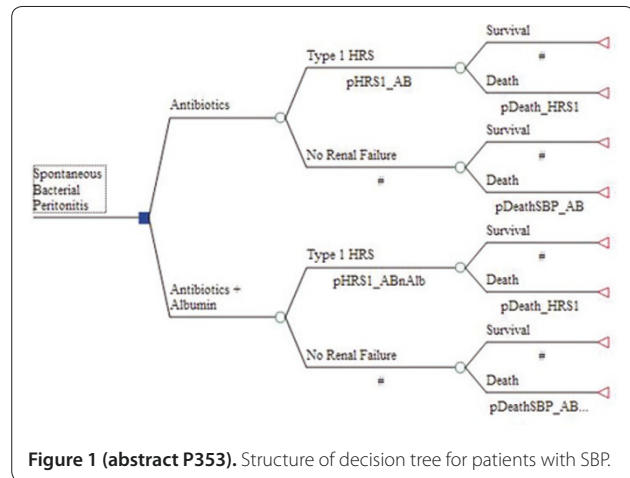 Survival
Type 1 HRS
#
pHRS1_AB
Death
Antibiotics
pDeath_HRS1
Survival
No Renal Failure
#
#
Death
Spontaneous
Bacterial
Peritonitis
pDeathSBP_AB
Survival
Type 1 HRS
#
pHRS1_ABnAlb
Death
Antibiotics +
Albumin
pDeath_HRS1
Survival
No Renal Failure
#
#
Death
pDeathSBP_AB...
Figure 1 (abstract P353). Structure of decision tree for patients with SBP.